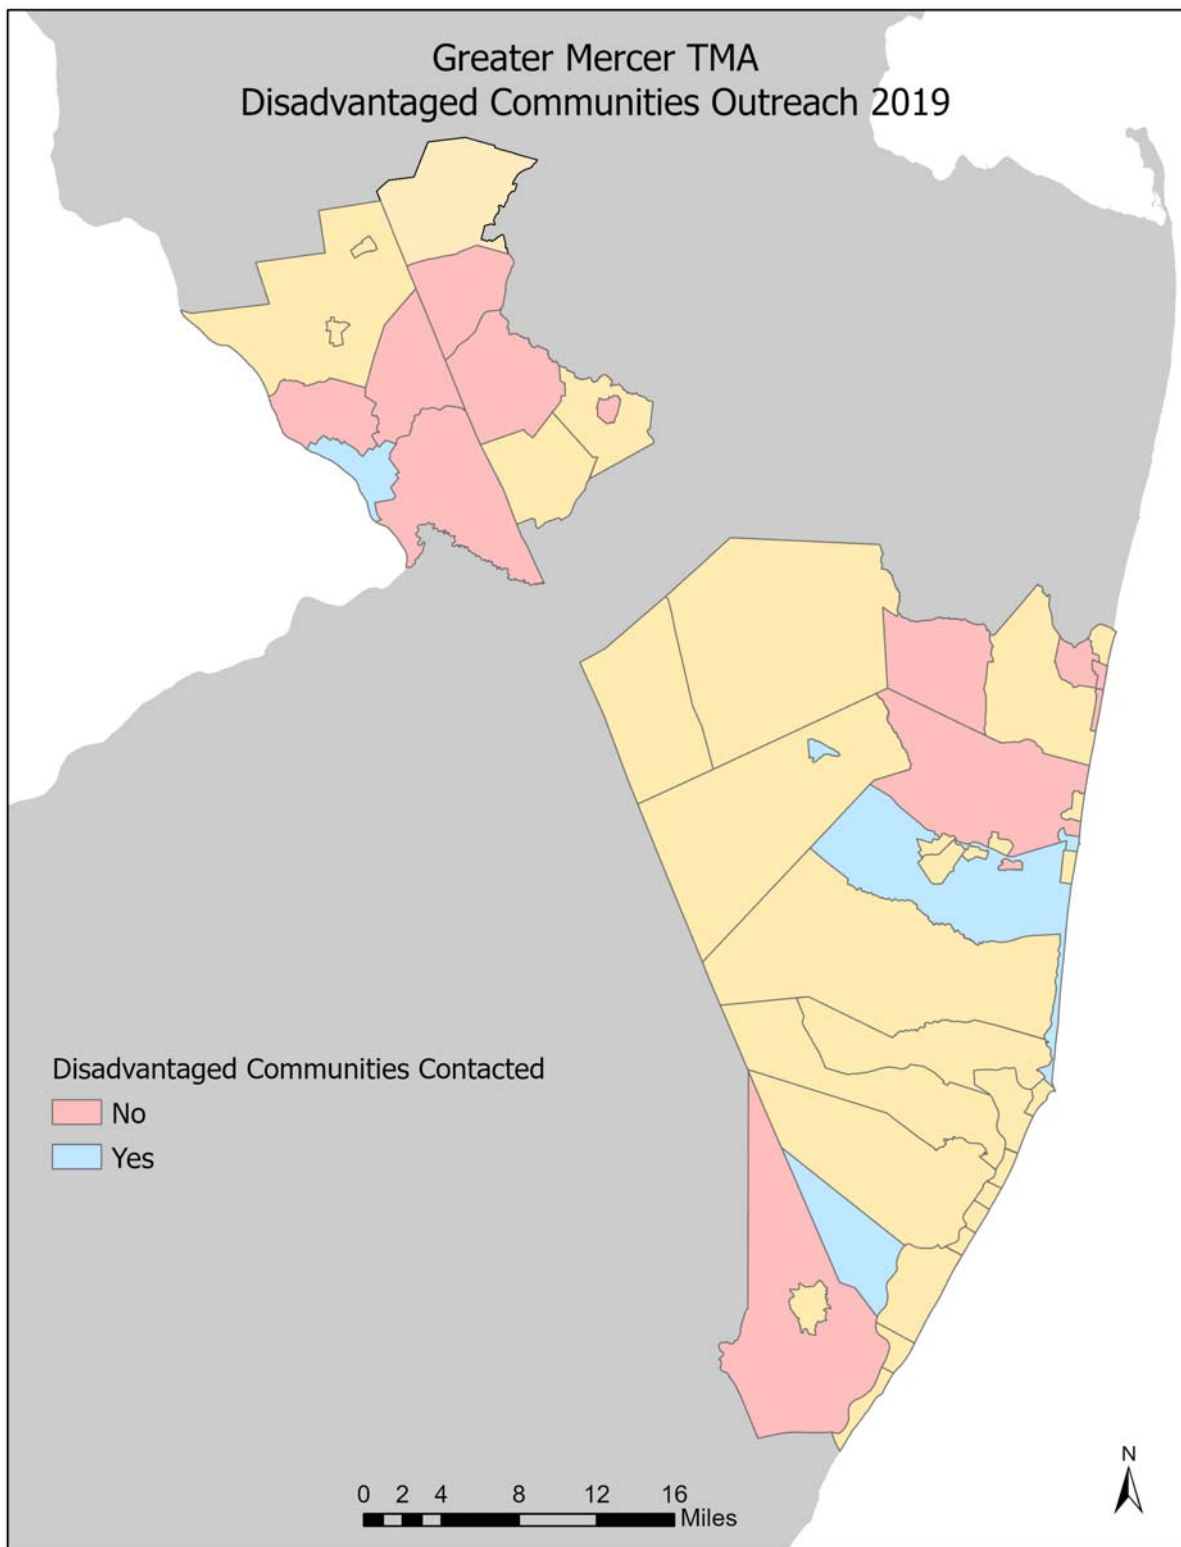 Greater Mercer TMA
Disadvantaged Communities Outreach 2019
Disadvantaged Communities Contacted
No
Yes
N
0 2 4 8 12 16
Miles